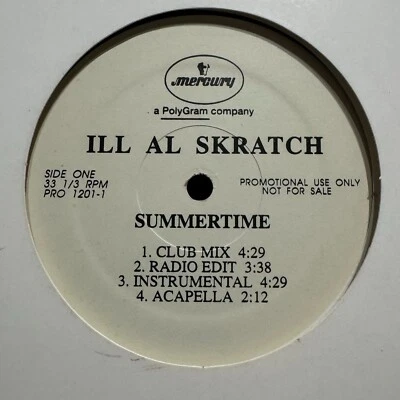 mercury
a PolyGram company
ILL AL SKRATCH
SIDE ONE
33 1/3 RPM
PRO 1201-1
PROMOTIONAL USE ONLY
NOT FOR SALE
SUMMERTIME
1. CLUB MIX 4:29
2. RADIO EDIT 3:38
3. INSTRUMENTAL 4:29
4. ACAPELLA 2:12